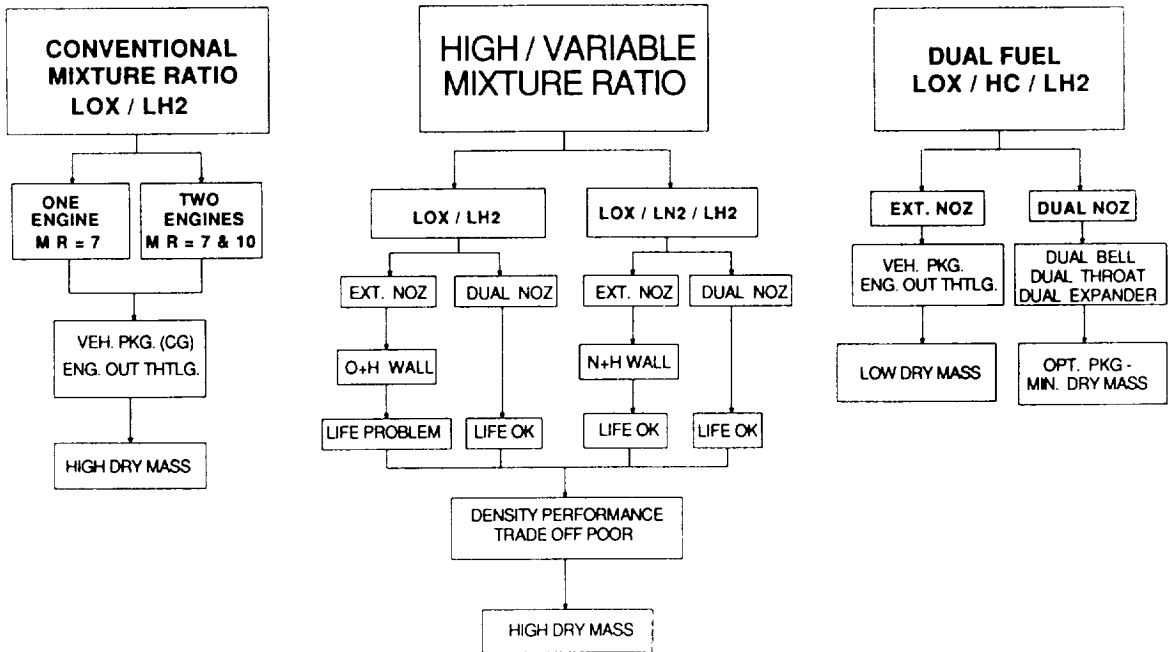 CONVENTIONAL
MIXTURE RATIO
LOX / LH2
ONE
ENGINE
M R = 7
TWO
ENGINES
M R = 7 & 10
VEH. PKG. (CG)
ENG. OUT THTLG.
HIGH DRY MASS
HIGH / VARIABLE
MIXTURE RATIO
LOX / LH2
LOX / LN2 / LH2
EXT. NOZ
DUAL NOZ
EXT. NOZ
DUAL NOZ
O+H WALL
N+H WALL
LIFE PROBLEM
LIFE OK
LIFE OK
LIFE OK
DENSITY PERFORMANCE
TRADE OFF POOR
HIGH DRY MASS
DUAL FUEL
LOX / HC / LH2
EXT. NOZ
DUAL NOZ
VEH. PKG.
ENG. OUT THTLG.
DUAL BELL
DUAL THROAT
DUAL EXPANDER
LOW DRY MASS
OPT. PKG -
MIN. DRY MASS